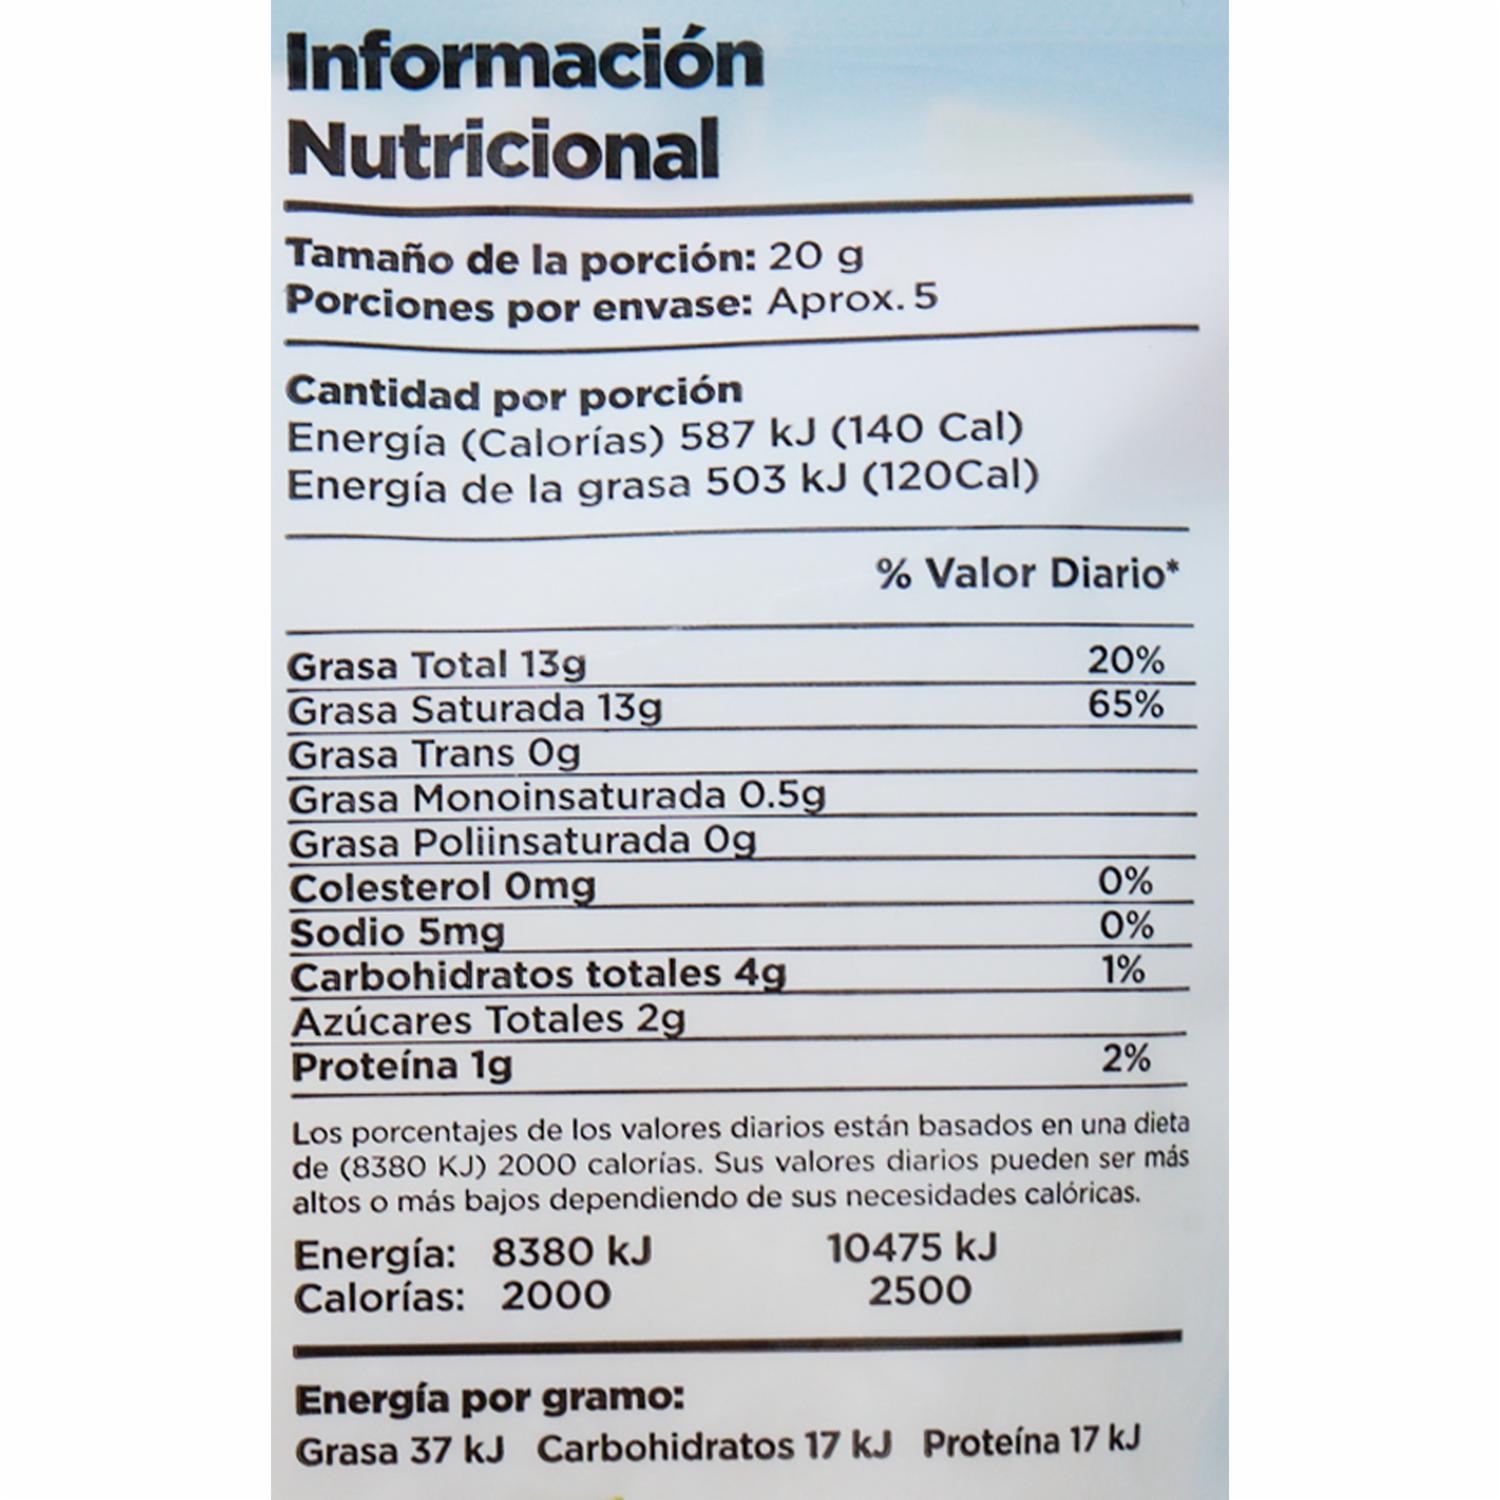 Información
Nutricional
Tamaño de la porción: 20 g
Porciones por envase: Aprox. 5
Cantidad por porción
Energía (Calorías) 587 kJ (140 Cal)
Energía de la grasa 503 kJ (120Cal)
% Valor Diario*
Grasa Total 13g 20%
Grasa Saturada 13g 65%
Grasa Trans 0g
Grasa Monoinsaturada 0.5g
Grasa Poliinsaturada 0g
Colesterol 0mg 0%
Sodio 5mg 0%
Carbohidratos totales 4g 1%
Azúcares Totales 2g
Proteína 1g 2%
Los porcentajes de los valores diarios están basados en una dieta
de (8380 KJ) 2000 calorías. Sus valores diarios pueden ser más
altos o más bajos dependiendo de sus necesidades calóricas.
Energía: 8380 kJ 10475 kJ
Calorías: 2000 2500
Energía por gramo:
Grasa 37 kJ Carbohidratos 17 kJ Proteína 17 kJ